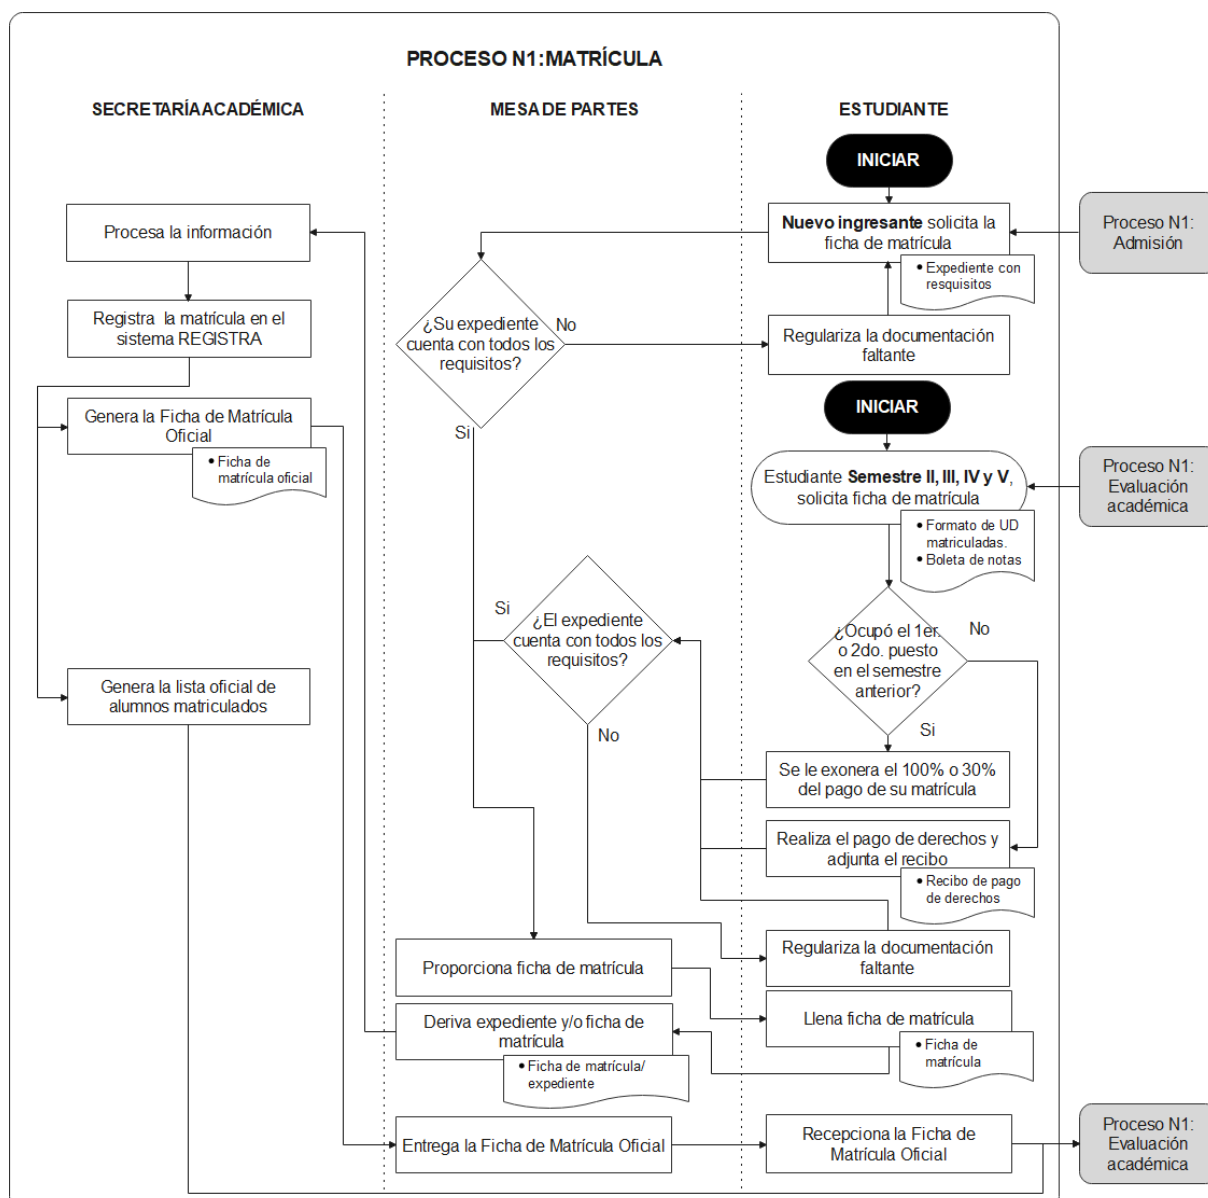 PROCESO N1:MATRÍCULA
SECRETARÍA ACADÉMICA
MESA DE PARTES
ESTUDIANTE
INICIAR
Nuevo ingresante solicita la
ficha de matrícula
• Expediente con
resquisitos
Proceso N1:
Admisión
Procesa la información
Registra la matrícula en el
sistema REGISTRA
¿Su expediente
cuenta con todos los
requisitos?
No
Si
Regulariza la documentación
faltante
INICIAR
Genera la Ficha de Matrícula
Oficial
• Ficha de
matrícula oficial
Estudiante Semestre II, III, IV y V,
solicita ficha de matrícula
• Formato de UD
matriculadas.
• Boleta de notas
Proceso N1:
Evaluación
académica
¿Ocupó el 1er.
o 2do. puesto
en el semestre
anterior?
No
Si
¿El expediente
cuenta con todos los
requisitos?
Si
No
Genera la lista oficial de
alumnos matriculados
Se le exonera el 100% o 30%
del pago de su matrícula
Realiza el pago de derechos y
adjunta el recibo
• Recibo de pago
de derechos
Regulariza la documentación
faltante
Proporciona ficha de matrícula
Llena ficha de matrícula
• Ficha de
matrícula
Deriva expediente y/o ficha de
matrícula
• Ficha de matrícula/
expediente
Entrega la Ficha de Matrícula Oficial
Recepciona la Ficha de
Matrícula Oficial
Proceso N1:
Evaluación
académica